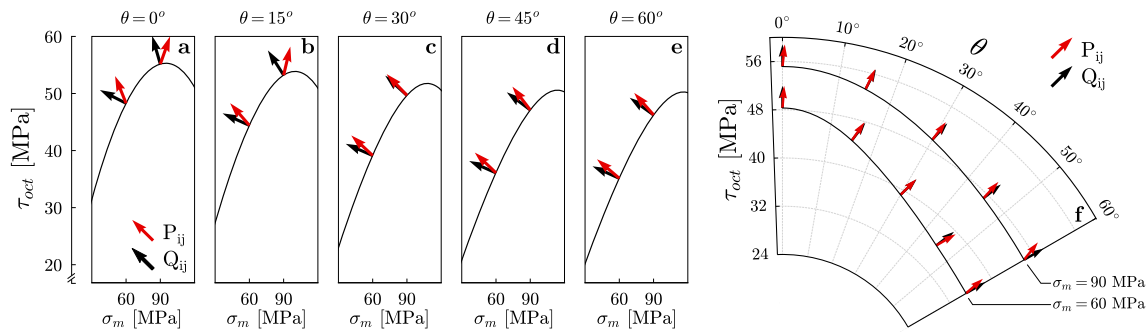 θ = 0° θ = 15° θ = 30° θ = 45° θ = 60°
a b c d e
60
50
40
30
20
τoct [MPa]
Pij
Qij
60 90 60 90 60 90 60 90 60 90
σm [MPa] σm [MPa] σm [MPa] σm [MPa] σm [MPa]
0° 10° 20° 30° 40° 50° 60°
θ
Pij
Qij
56
48
40
32
24
τoct [MPa]
f
σm = 90 MPa
σm = 60 MPa